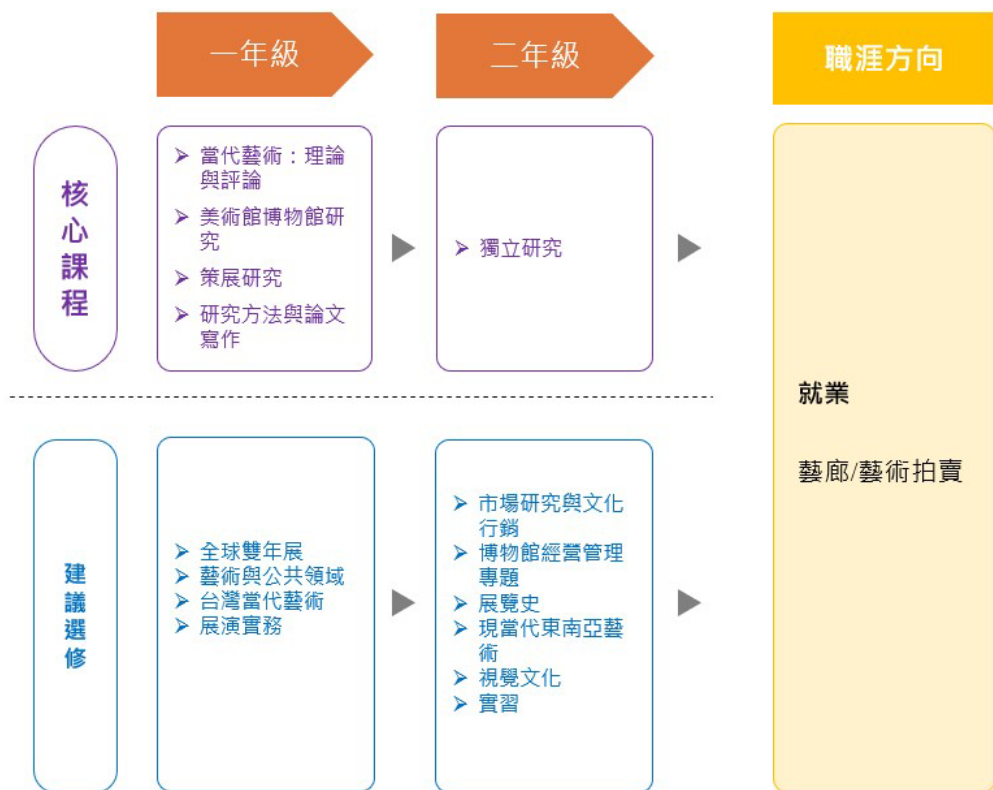 一年級
二年級
職涯方向
核心課程
➢ 當代藝術：理論
與評論
➢ 美術館博物館研
究
➢ 策展研究
➢ 研究方法與論文
寫作
➢ 獨立研究
就業
藝廊/藝術拍賣
建議選修
➢ 全球雙年展
➢ 藝術與公共領域
➢ 台灣當代藝術
➢ 展演實務
➢ 市場研究與文化
行銷
➢ 博物館經營管理
專題
➢ 展覽史
➢ 現當代東南亞藝
術
➢ 視覺文化
➢ 實習